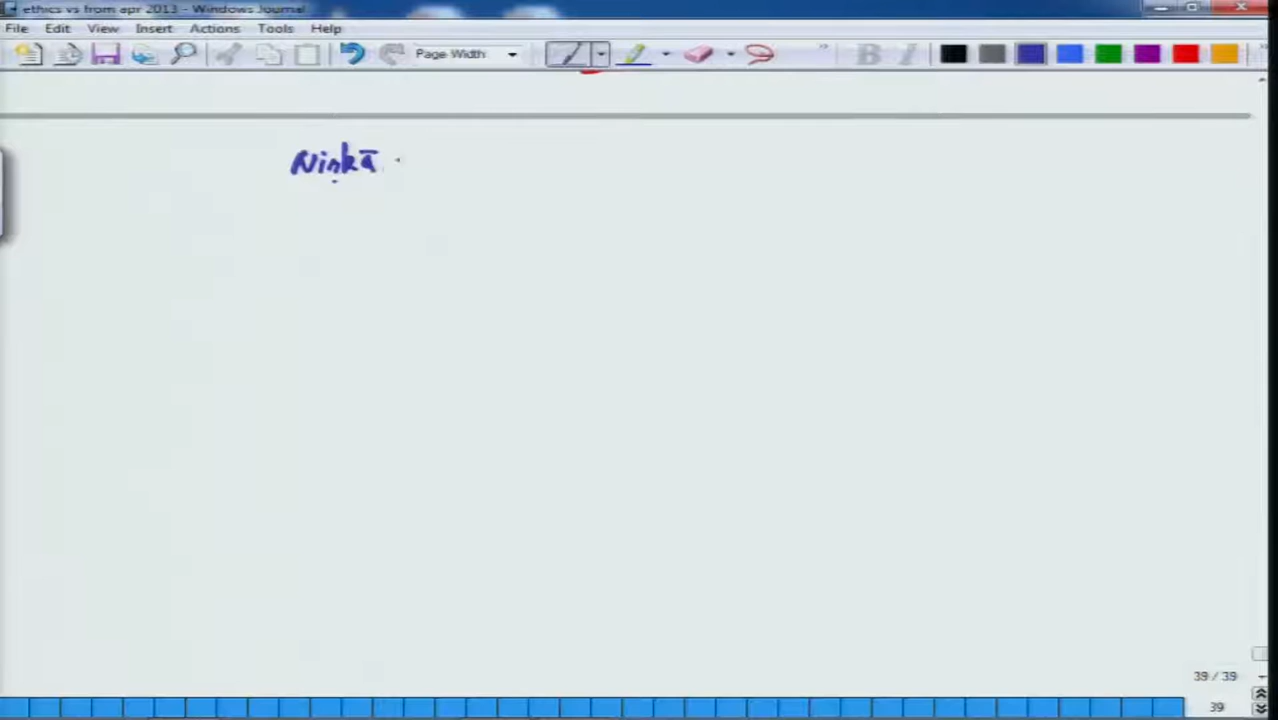 ethics vs from apr 2013 - Windows Journal
File Edit View Insert Actions Tools Help
Page Width B I
Niṣkā
39 / 39
39